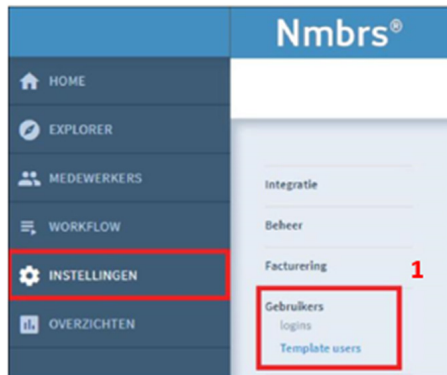 Nmbrs®
HOME
EXPLORER
MEDEWERKERS
WORKFLOW
INSTELLINGEN
OVERZICHTEN
Integratie
Beheer
Facturering
1
Gebruikers
logins
Template users